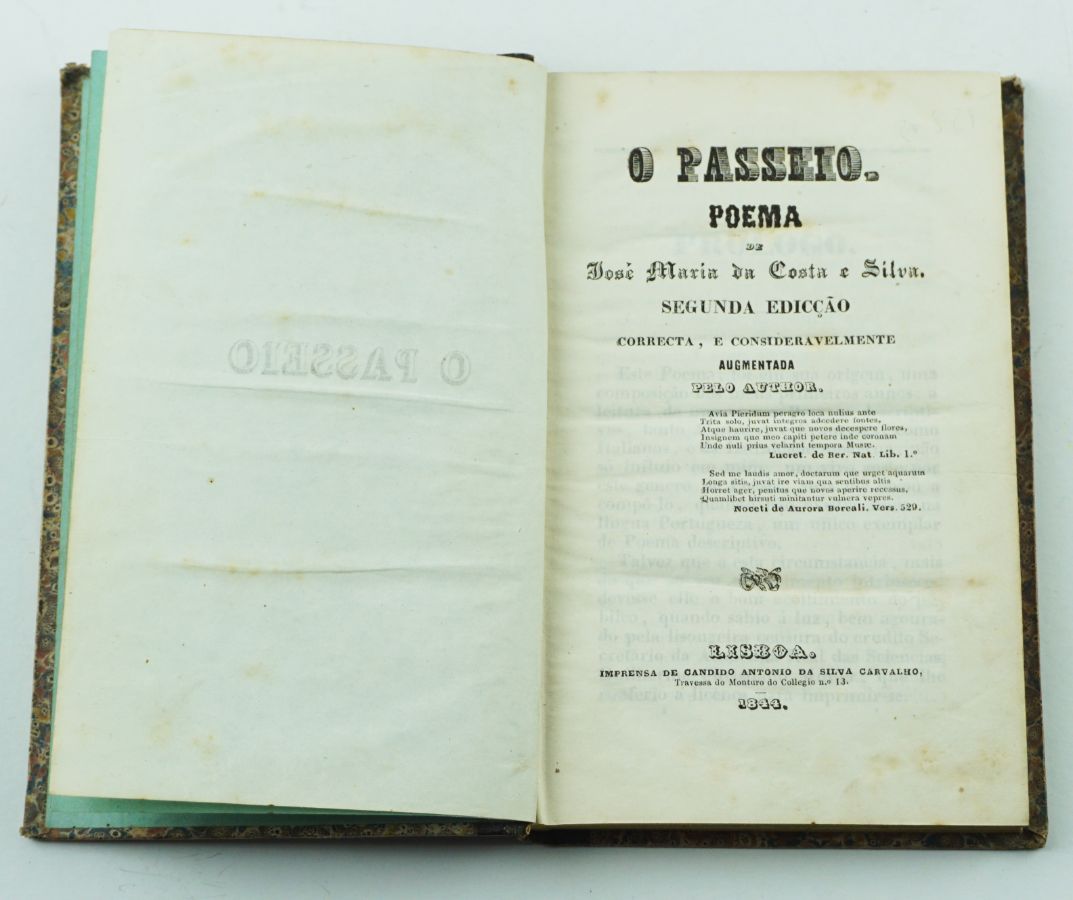 O PASSEIO.
POEMA
DE
José Maria da Costa e Silva.
SEGUNDA EDICÇÃO
CORRECTA, E CONSIDERAVELMENTE
AUGMENTADA
PELO AUTHOR.
Avia Pieridum peragro loca nulius ante
Trita solo, juvat integros adcedere fontes,
Atque haurire, juvat que novos decespere flores,
Insignem que meo capiti petere inde coronam
Unde nuli prius velarint tempora Musæ.
Lucret. de Rer. Nat. Lib. 1.º
Sed me laudis amor, doctarum que urget aquarum
Longa sitis, juvat ire viam qua sentibus altis
Horret ager, penitus que novos aperire recessus,
Quamlibet hirsuti minitantur vulnera vepres.
Noceti de Aurora Boreali. Vers. 529.
LISBOA.
IMPRENSA DE CANDIDO ANTONIO DA SILVA CARVALHO,
Travessa do Monturo do Collegio n.º 13.
1844.